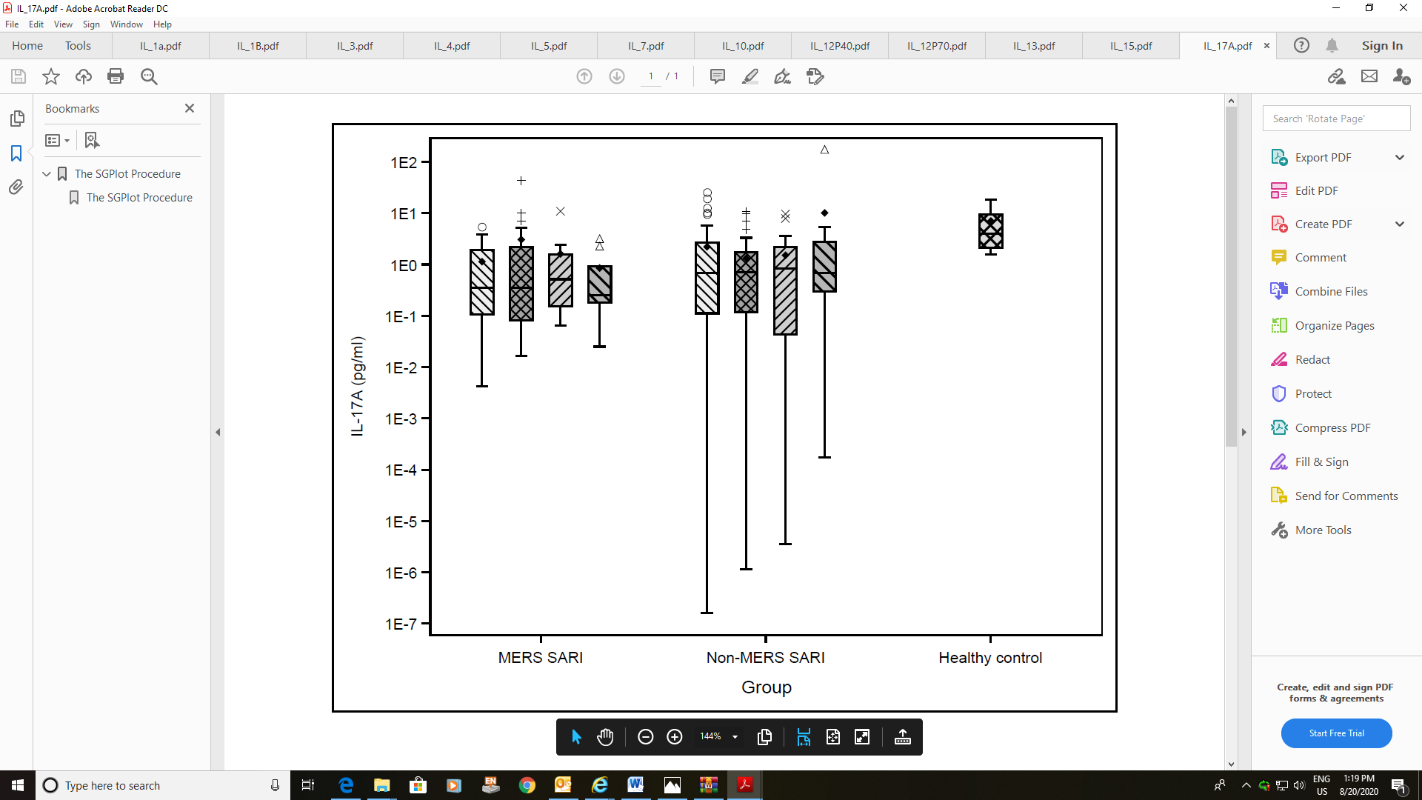 IL_17A.pdf - Adobe Acrobat Reader DC
File Edit View Sign Window Help
Home Tools IL_1a.pdf IL_1B.pdf IL_3.pdf IL_4.pdf IL_5.pdf IL_7.pdf IL_10.pdf IL_12P40.pdf IL_12P70.pdf IL_13.pdf IL_15.pdf IL_17A.pdf × Sign In
1 / 1
Bookmarks
The SGPlot Procedure
The SGPlot Procedure
1E2
1E1
1E0
1E-1
1E-2
1E-3
1E-4
1E-5
1E-6
1E-7
IL-17A (pg/ml)
MERS SARI Non-MERS SARI Healthy control
Group
144%
Search 'Rotate Page'
Export PDF
Edit PDF
Create PDF
Comment
Combine Files
Organize Pages
Redact
Protect
Compress PDF
Fill & Sign
Send for Comments
More Tools
Create, edit and sign PDF
forms & agreements
Start Free Trial
Type here to search
ENG 1:19 PM
US 8/20/2020
1